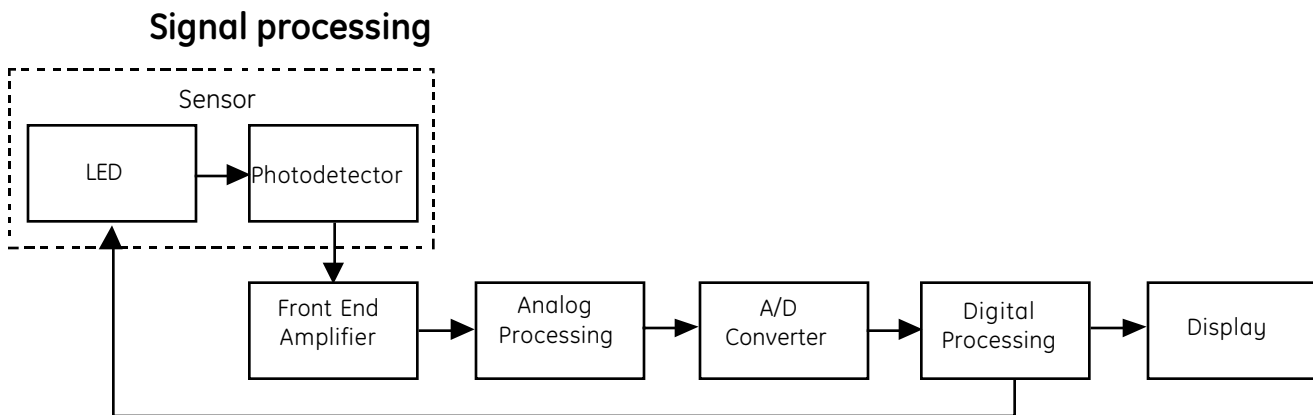 Signal processing
Sensor
LED
Photodetector
Front End
Amplifier
Analog
Processing
A/D
Converter
Digital
Processing
Display